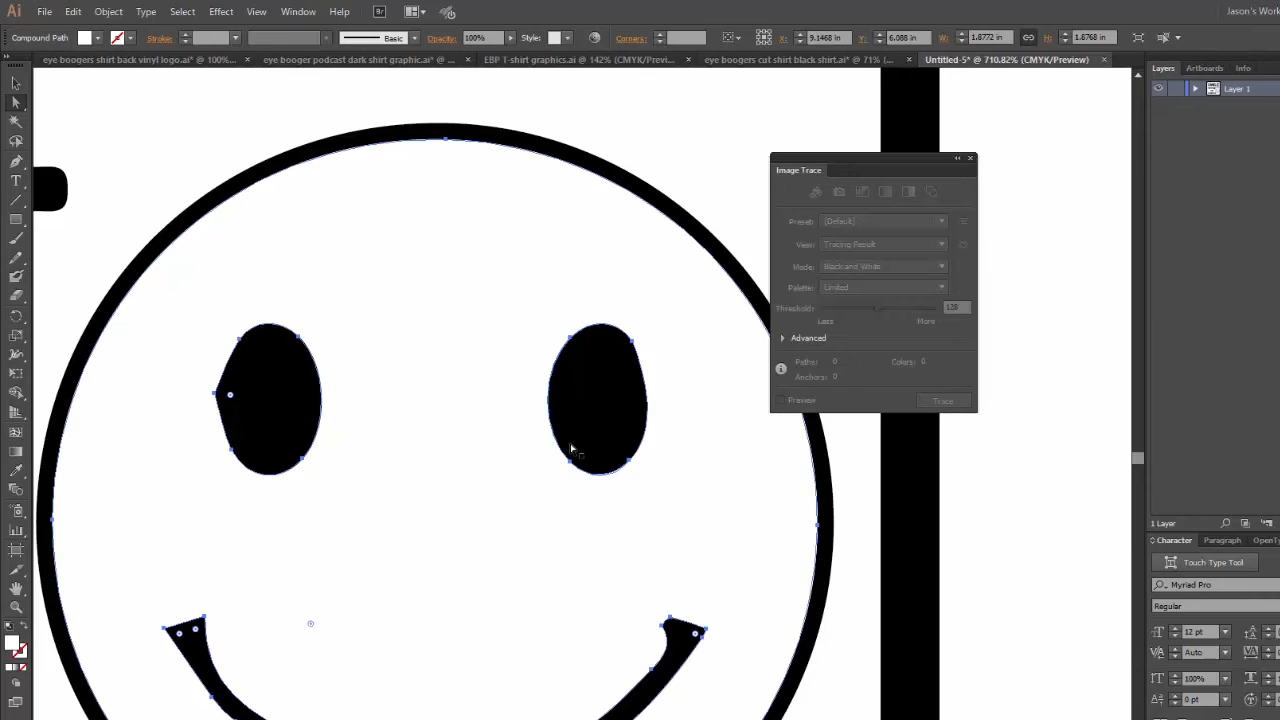 Ai File Edit Object Type Select Effect View Window Help Br Jason's Work
Compound Path Stroke: Basic Opacity: 100% Style: Corners: X: 9.1468 in Y: 6.088 in W: 1.8772 in H: 1.8768 in
eye boogers shirt back vinyl logo.ai* @ 100%... × eye booger podcast dark shirt graphic.ai* @ ... × EBP T-shirt graphics.ai @ 142% (CMYK/Previ... × eye boogers cut shirt black shirt.ai* @ 71% (... × Untitled-5* @ 710.82% (CMYK/Preview) ×
Layers Artboards Info
Layer 1
Image Trace
Preset: [Default]
View: Tracing Result
Mode: Black and White
Palette: Limited
Threshold: 128
Less More
Advanced
Paths: 0 Colors: 0
Anchors: 0
Preview Trace
1 Layer
Character Paragraph OpenTy
Touch Type Tool
Myriad Pro
Regular
12 pt
Auto
100%
0 pt